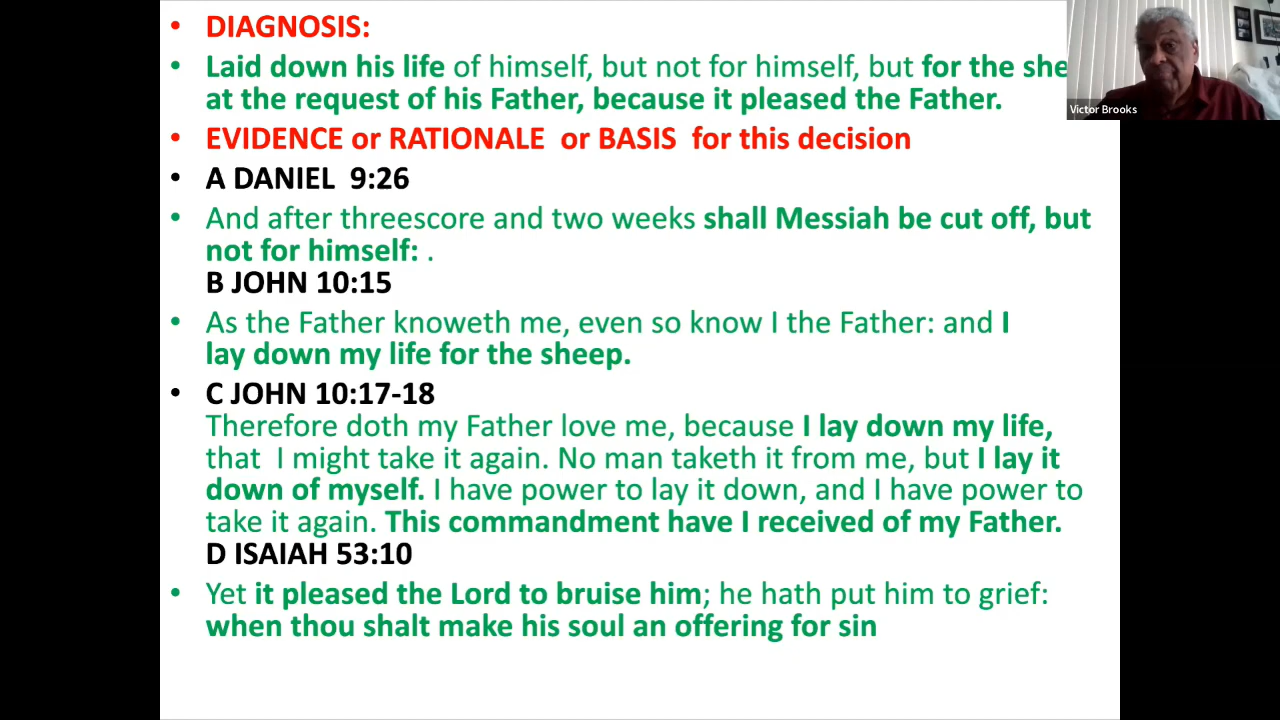 • DIAGNOSIS:
• Laid down his life of himself, but not for himself, but for the she
at the request of his Father, because it pleased the Father.
• EVIDENCE or RATIONALE or BASIS for this decision
• A DANIEL 9:26
• And after threescore and two weeks shall Messiah be cut off, but
not for himself: .
B JOHN 10:15
• As the Father knoweth me, even so know I the Father: and I
lay down my life for the sheep.
• C JOHN 10:17-18
Therefore doth my Father love me, because I lay down my life,
that I might take it again. No man taketh it from me, but I lay it
down of myself. I have power to lay it down, and I have power to
take it again. This commandment have I received of my Father.
D ISAIAH 53:10
• Yet it pleased the Lord to bruise him; he hath put him to grief:
when thou shalt make his soul an offering for sin
Victor Brooks